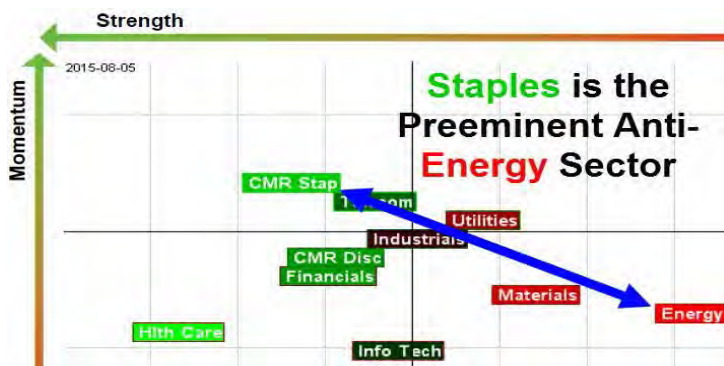 Strength
Momentum
2015-08-05
Staples is the
Preeminent Anti-
Energy Sector
CMR Stap
Utilities
Industrials
CMR Disc
Financials
Materials
Energy
Hlth Care
Info Tech